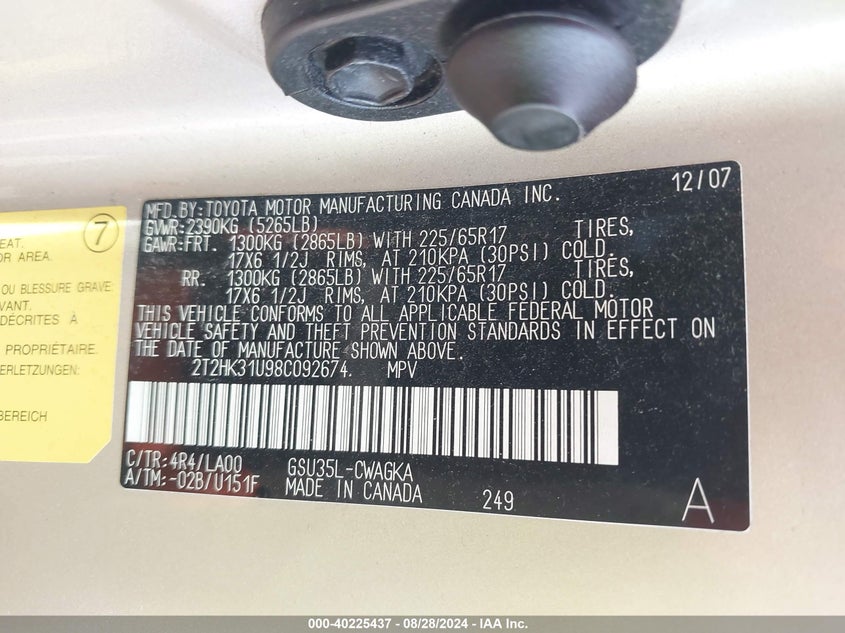 7
EAT.
OR AREA.
OU BLESSURE GRAVE:
VANT.
DÉCRITES À
PROPRIÉTAIRE.
ERLETZUNG.
BEREICH
12/07
MFD.BY:TOYOTA MOTOR MANUFACTURING CANADA INC.
GVWR:2390KG (5265LB)
GAWR:FRT. 1300KG (2865LB) WITH 225/65R17 TIRES,
17X6 1/2J RIMS, AT 210KPA (30PSI) COLD.
RR. 1300KG (2865LB) WITH 225/65R17 TIRES,
17X6 1/2J RIMS, AT 210KPA (30PSI) COLD.
THIS VEHICLE CONFORMS TO ALL APPLICABLE FEDERAL MOTOR
VEHICLE SAFETY AND THEFT PREVENTION STANDARDS IN EFFECT ON
THE DATE OF MANUFACTURE SHOWN ABOVE.
2T2HK31U98C092674. MPV
C/TR:4R4/LA00 GSU35L-CWAGKA
A/TM:-02B/U151F MADE IN CANADA 249 A
000-40225437 - 08/28/2024 - IAA Inc.